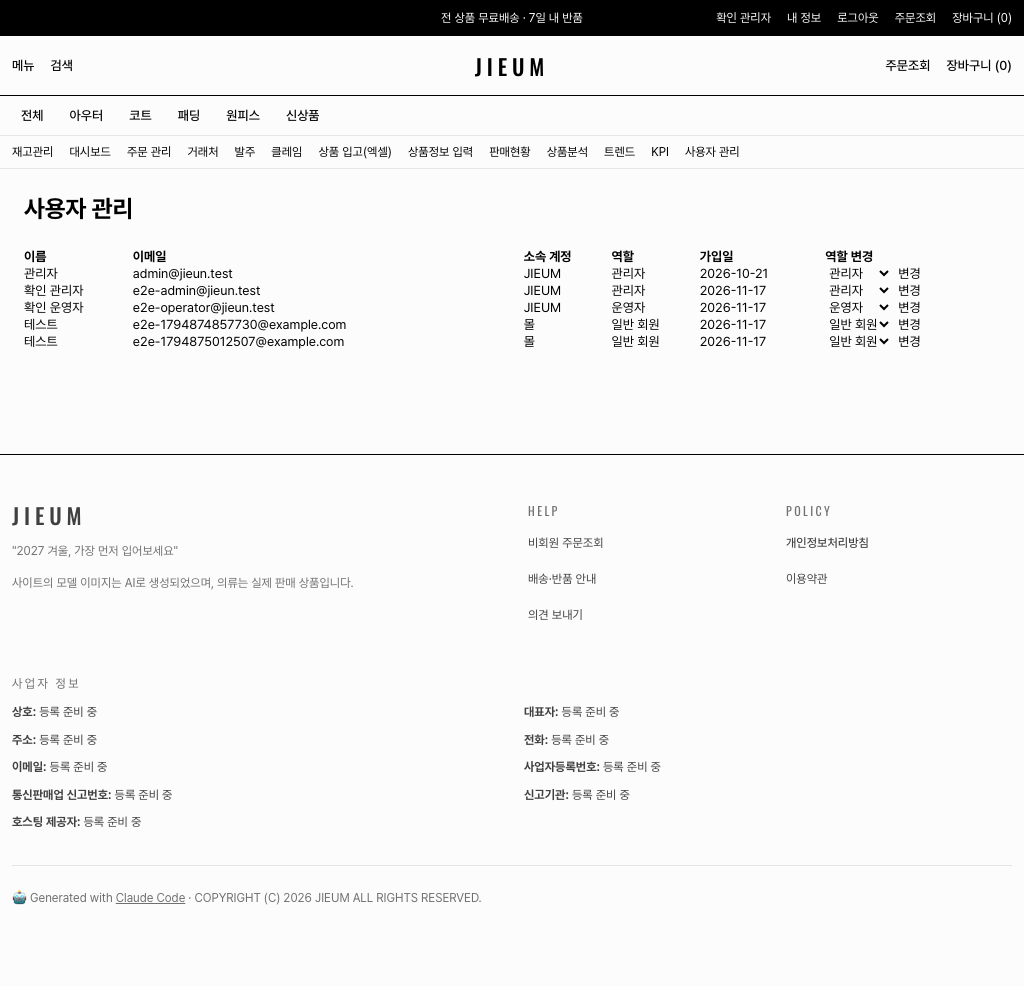 전 상품 무료배송 · 7일 내 반품
확인 관리자 내 정보 로그아웃 주문조회 장바구니 (0)
메뉴 검색 JIEUM 주문조회 장바구니 (0)
전체 아우터 코트 패딩 원피스 신상품
재고관리 대시보드 주문 관리 거래처 발주 클레임 상품 입고(엑셀) 상품정보 입력 판매현황 상품분석 트렌드 KPI 사용자 관리
사용자 관리
이름 이메일 소속 계정 역할 가입일 역할 변경
관리자 admin@jieun.test JIEUM 관리자 2026-10-21 관리자 변경
확인 관리자 e2e-admin@jieun.test JIEUM 관리자 2026-11-17 관리자 변경
확인 운영자 e2e-operator@jieun.test JIEUM 운영자 2026-11-17 운영자 변경
테스트 e2e-1794874857730@example.com 몰 일반 회원 2026-11-17 일반 회원 변경
테스트 e2e-1794875012507@example.com 몰 일반 회원 2026-11-17 일반 회원 변경
JIEUM
"2027 겨울, 가장 먼저 입어보세요"
사이트의 모델 이미지는 AI로 생성되었으며, 의류는 실제 판매 상품입니다.
HELP
비회원 주문조회
배송·반품 안내
의견 보내기
POLICY
개인정보처리방침
이용약관
사업자 정보
상호: 등록 준비 중
대표자: 등록 준비 중
주소: 등록 준비 중
전화: 등록 준비 중
이메일: 등록 준비 중
사업자등록번호: 등록 준비 중
통신판매업 신고번호: 등록 준비 중
신고기관: 등록 준비 중
호스팅 제공자: 등록 준비 중
🤖 Generated with Claude Code · COPYRIGHT (C) 2026 JIEUM ALL RIGHTS RESERVED.